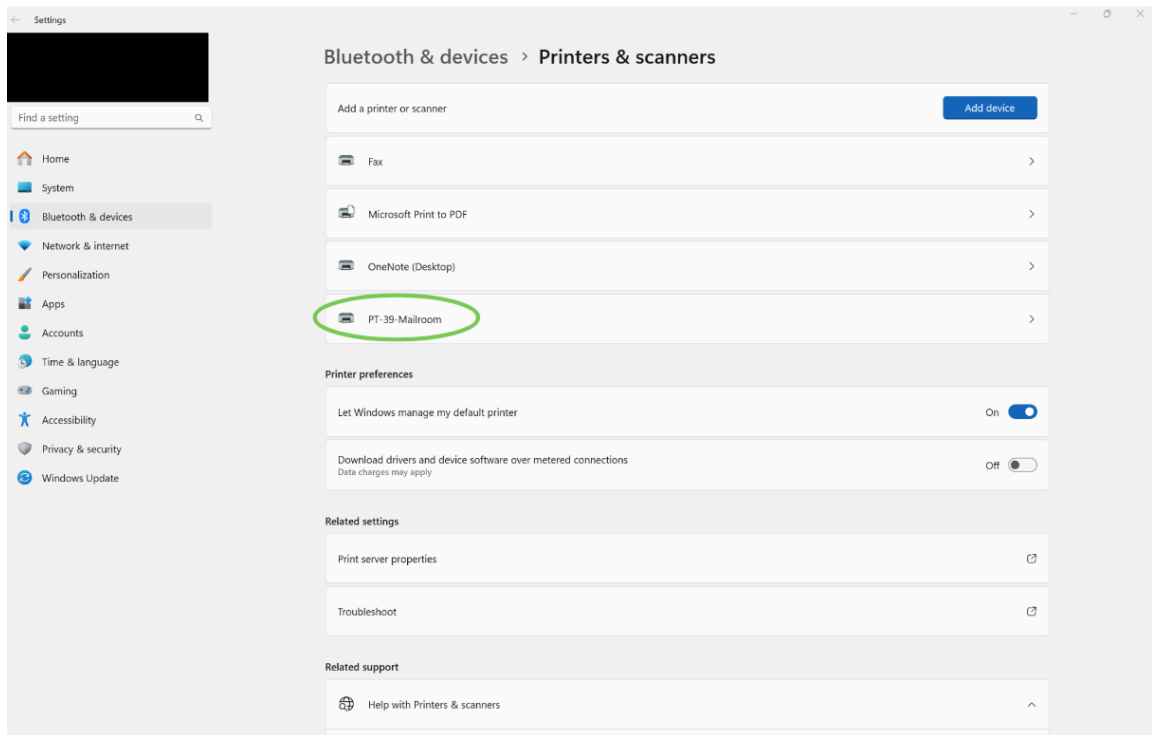 Settings
Find a setting
Home
System
Bluetooth & devices
Network & internet
Personalization
Apps
Accounts
Time & language
Gaming
Accessibility
Privacy & security
Windows Update
Bluetooth & devices > Printers & scanners
Add a printer or scanner
Add device
Fax
Microsoft Print to PDF
OneNote (Desktop)
PT-39-Mailroom
Printer preferences
Let Windows manage my default printer
On
Download drivers and device software over metered connections
Data charges may apply
Off
Related settings
Print server properties
Troubleshoot
Related support
Help with Printers & scanners